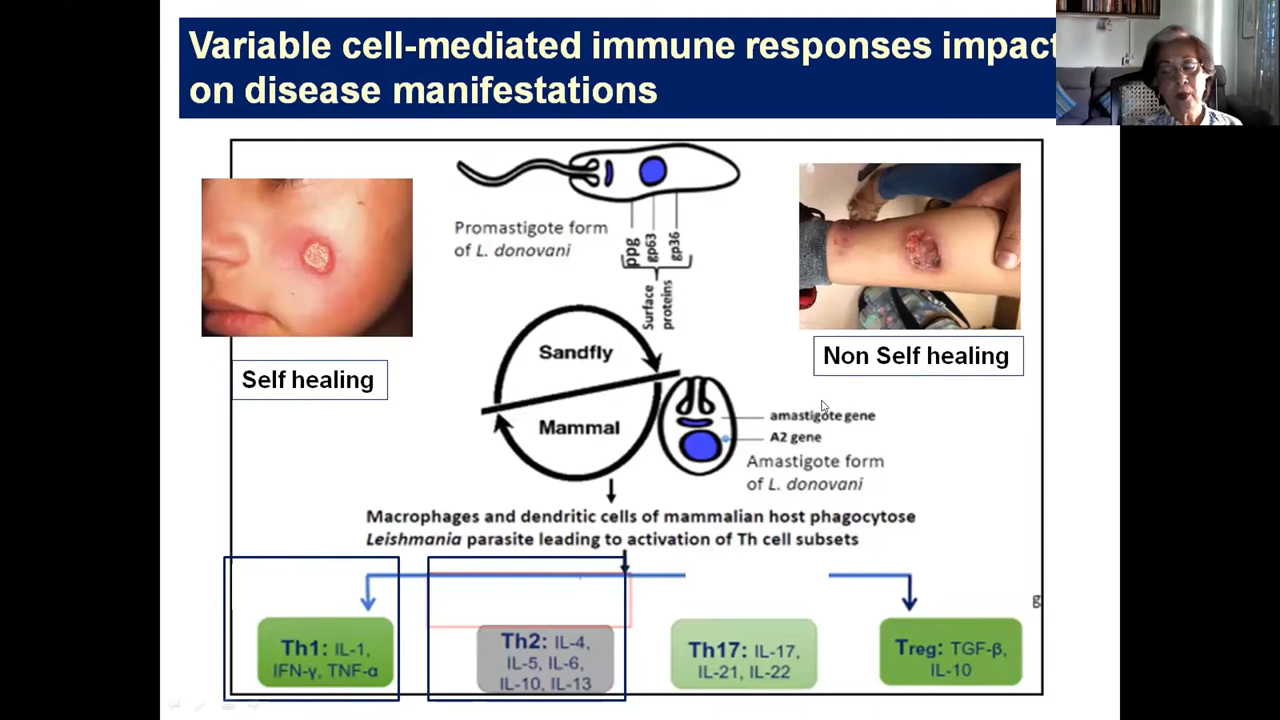 Variable cell-mediated immune responses impact
on disease manifestations
Promastigote form
of L. donovani
ppg
gp63
gp36
Surface
proteins
Self healing
Non Self healing
Sandfly
Mammal
amastigote gene
A2 gene
Amastigote form
of L. donovani
Macrophages and dendritic cells of mammalian host phagocytose
Leishmania parasite leading to activation of Th cell subsets
g
Th1: IL-1,
IFN-γ, TNF-α
Th2: IL-4,
IL-5, IL-6,
IL-10, IL-13
Th17: IL-17,
IL-21, IL-22
Treg: TGF-β,
IL-10